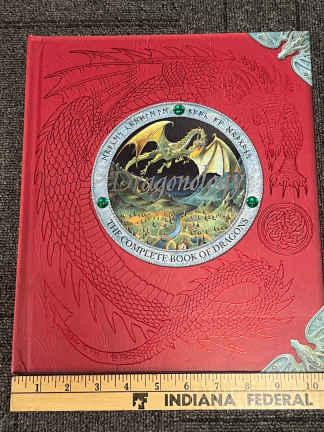 Dragonology
THE COMPLETE BOOK OF DRAGONS
1 2 3 4 5 6 7 8 9 10
INDIANA FEDERAL